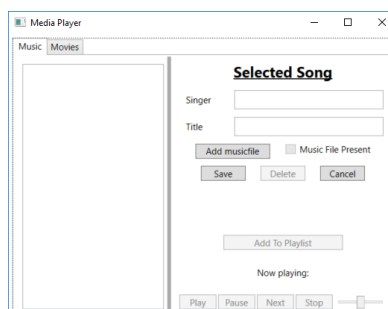 Media Player
Music Movies
Selected Song
Singer
Title
Add musicfile Music File Present
Save Delete Cancel
Add To Playlist
Now playing:
Play Pause Next Stop